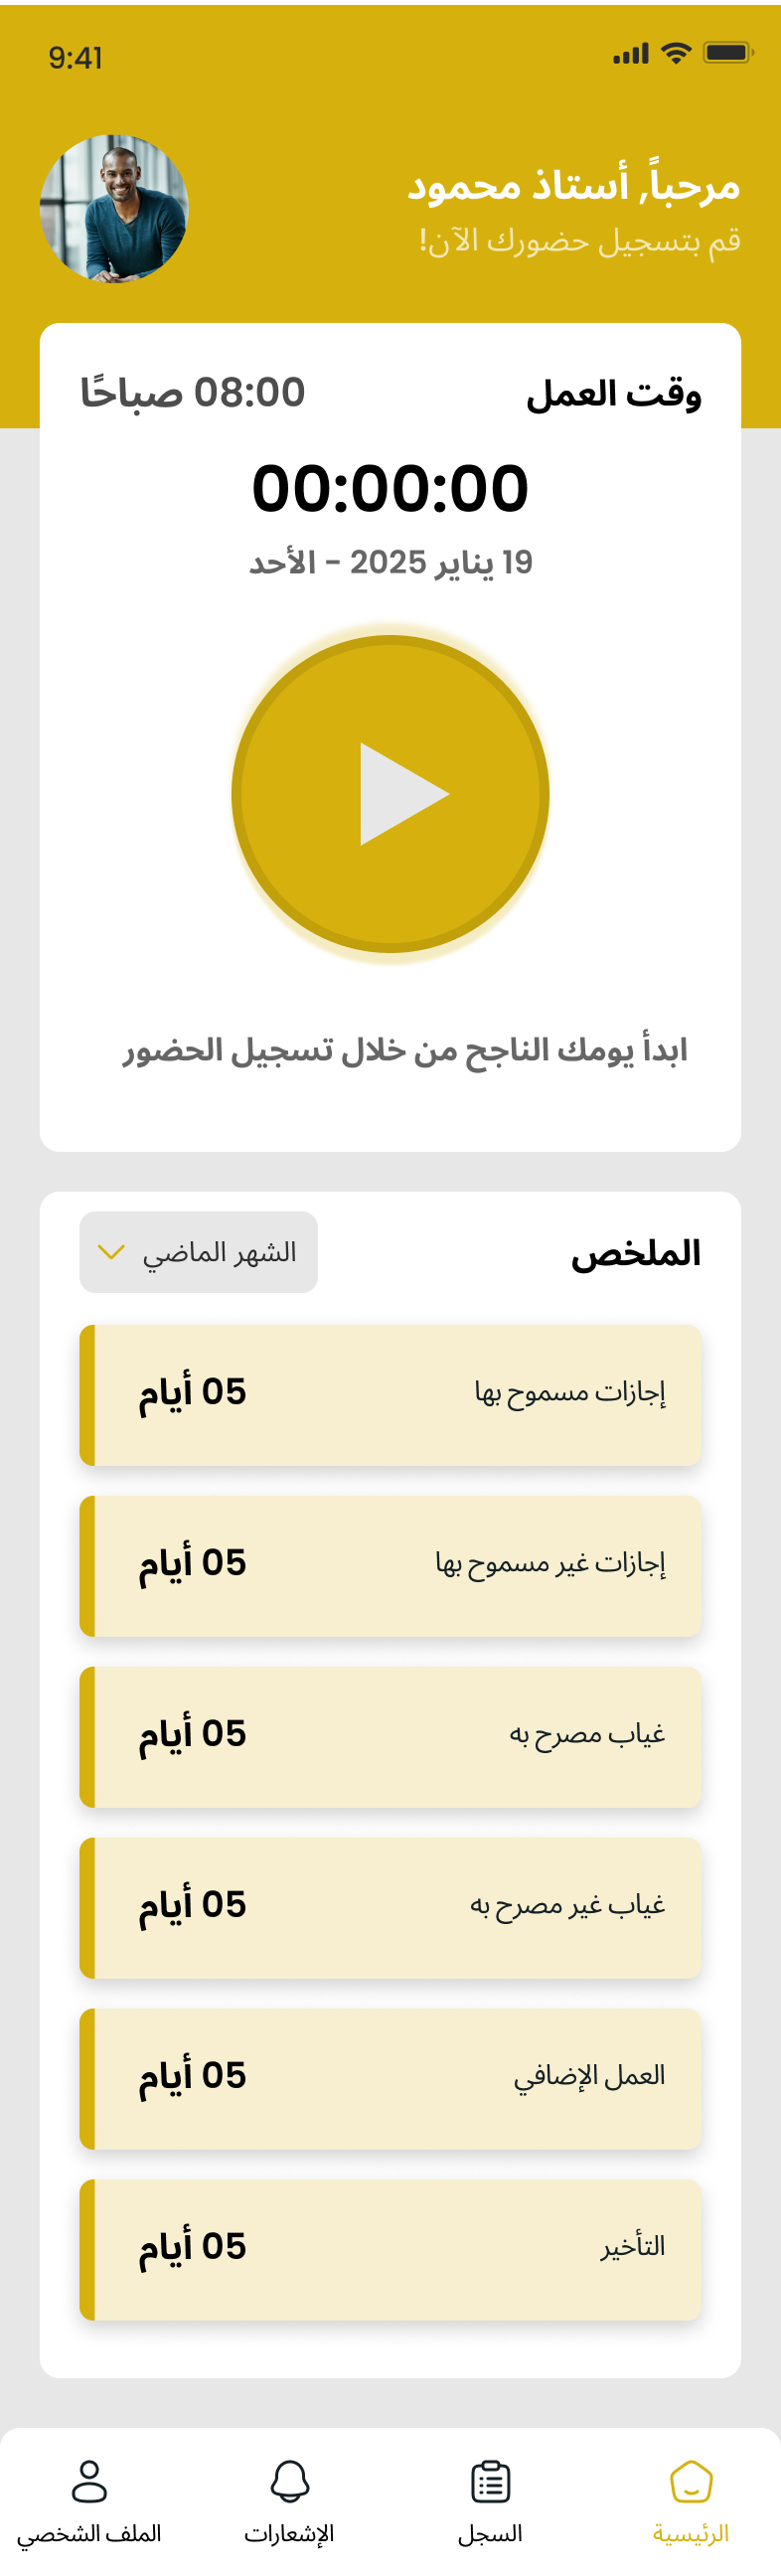 9:41
مرحباً, أستاذ محمود
قم بتسجيل حضورك الآن!
وقت العمل
08:00 صباحًا
00:00:00
19 يناير 2025 - الأحد
ابدأ يومك الناجح من خلال تسجيل الحضور
الملخص
الشهر الماضي
إجازات مسموح بها
05 أيام
إجازات غير مسموح بها
05 أيام
غياب مصرح به
05 أيام
غياب غير مصرح به
05 أيام
العمل الإضافي
05 أيام
التأخير
05 أيام
الرئيسية
السجل
الإشعارات
الملف الشخصي